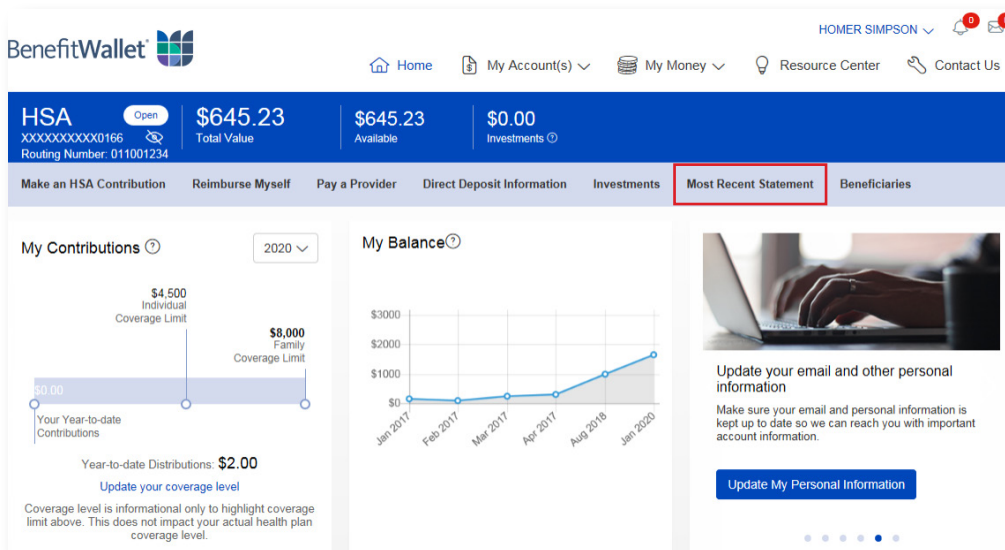 HOMER SIMPSON 0
BenefitWallet
Home My Account(s) My Money Resource Center Contact Us
HSA Open $645.23 $645.23 $0.00
XXXXXXXXXX0166 Total Value Available Investments ?
Routing Number: 011001234
Make an HSA Contribution Reimburse Myself Pay a Provider Direct Deposit Information Investments Most Recent Statement Beneficiaries
My Contributions ? 2020
$4,500
Individual
Coverage Limit
$8,000
Family
Coverage Limit
$0.00
Your Year-to-date
Contributions
Year-to-date Distributions: $2.00
Update your coverage level
Coverage level is informational only to highlight coverage
limit above. This does not impact your actual health plan
coverage level.
My Balance ?
$3000
$2000
$1000
$0
Jan 2017 Feb 2017 Mar 2017 Apr 2017 Aug 2018 Jan 2020
Update your email and other personal
information
Make sure your email and personal information is
kept up to date so we can reach you with important
account information.
Update My Personal Information